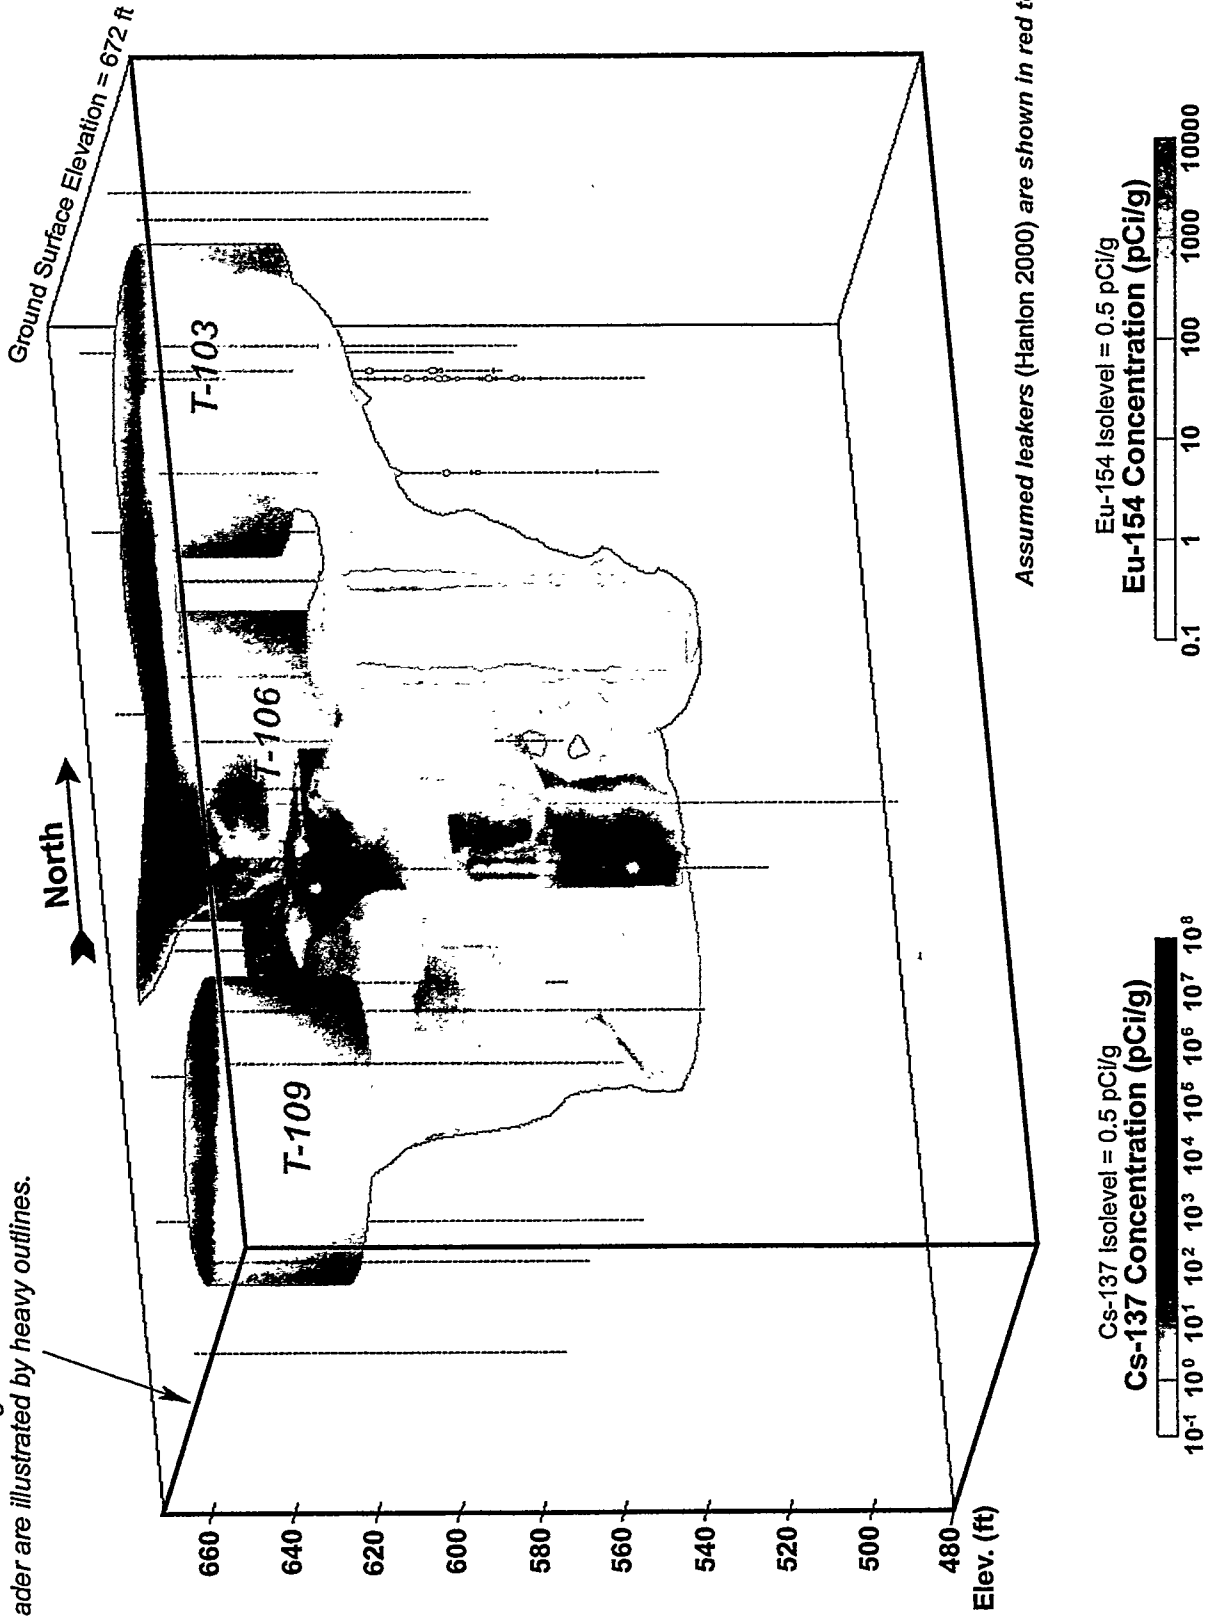 ader are illustrated by heavy outlines.
Ground Surface Elevation = 672 ft
North
T-109
T-106
T-103
660
640
620
600
580
560
540
520
500
480
Elev. (ft)
Assumed leakers (Hanlon 2000) are shown in red t
Cs-137 Isolevel = 0.5 pCi/g
Cs-137 Concentration (pCi/g)
10⁻¹ 10⁰ 10¹ 10² 10³ 10⁴ 10⁵ 10⁶ 10⁷ 10⁸
Eu-154 Isolevel = 0.5 pCi/g
Eu-154 Concentration (pCi/g)
0.1 1 10 100 1000 10000